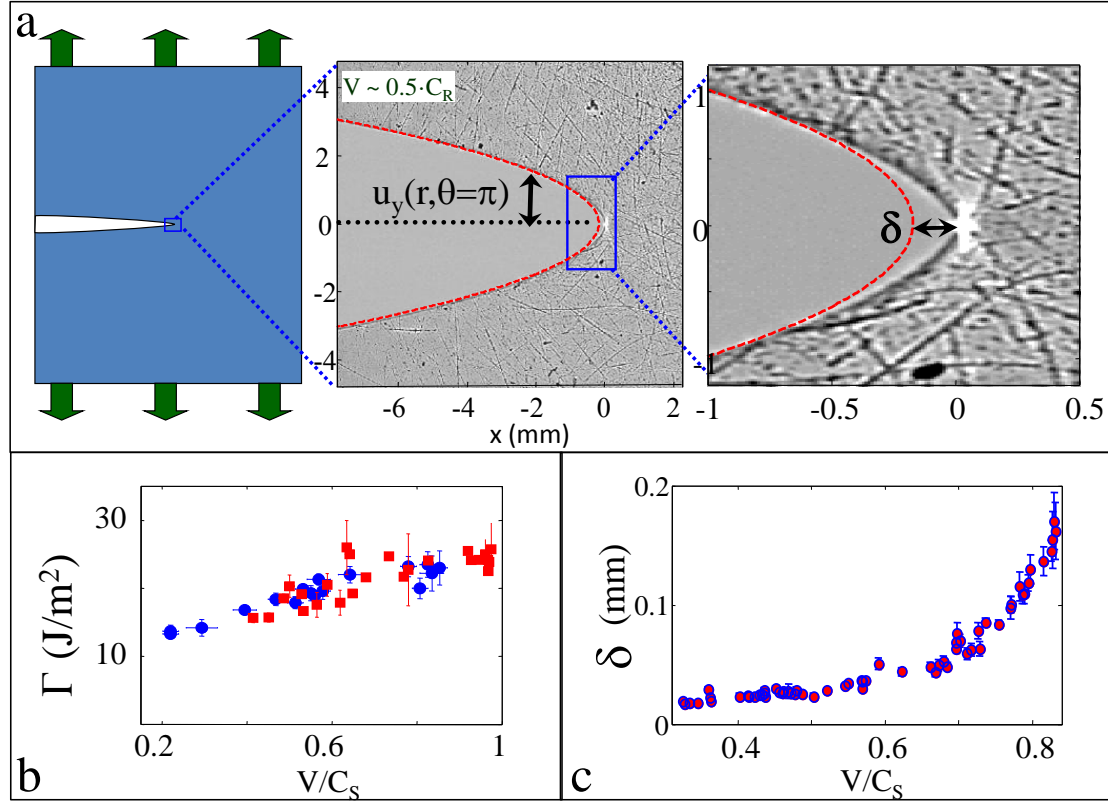 a
V ~ 0.5·C_R
4
2
0
-2
-4
u_y(r,θ=π)
-6 -4 -2 0 2
x (mm)
1
0
δ
-1 -0.5 0 0.5
30
10
Γ (J/m²)
0.2 0.6 1
V/C_S
b
0.2
0.1
0
δ (mm)
0.4 0.6 0.8
V/C_S
c